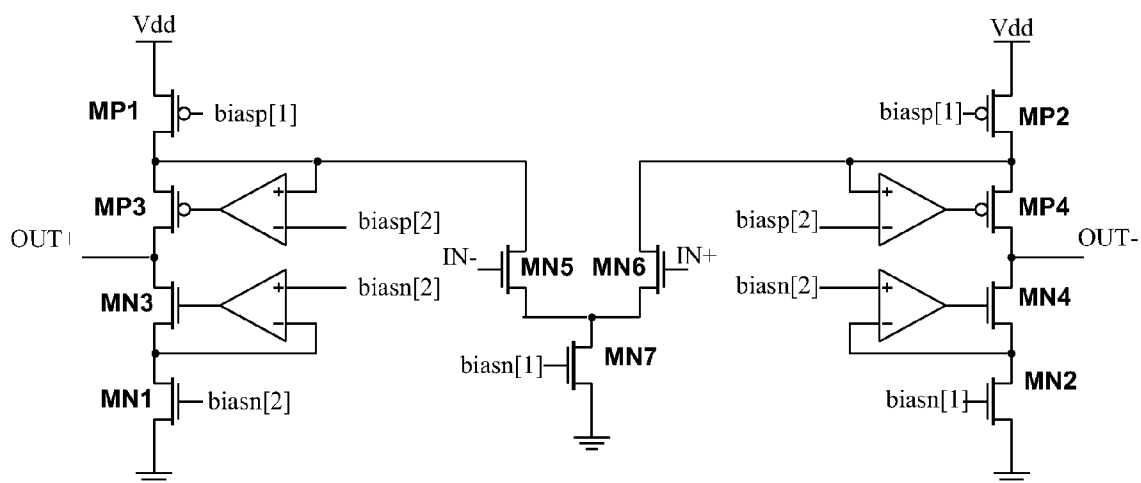 Vdd
Vdd
MP1
biasp[1]
biasp[1]
MP2
MP3
+
-
biasp[2]
biasp[2]
+
-
MP4
OUT+
OUT-
IN-
MN5
MN6
IN+
MN3
+
-
biasn[2]
biasn[2]
+
-
MN4
biasn[1]
MN7
MN1
biasn[2]
biasn[1]
MN2